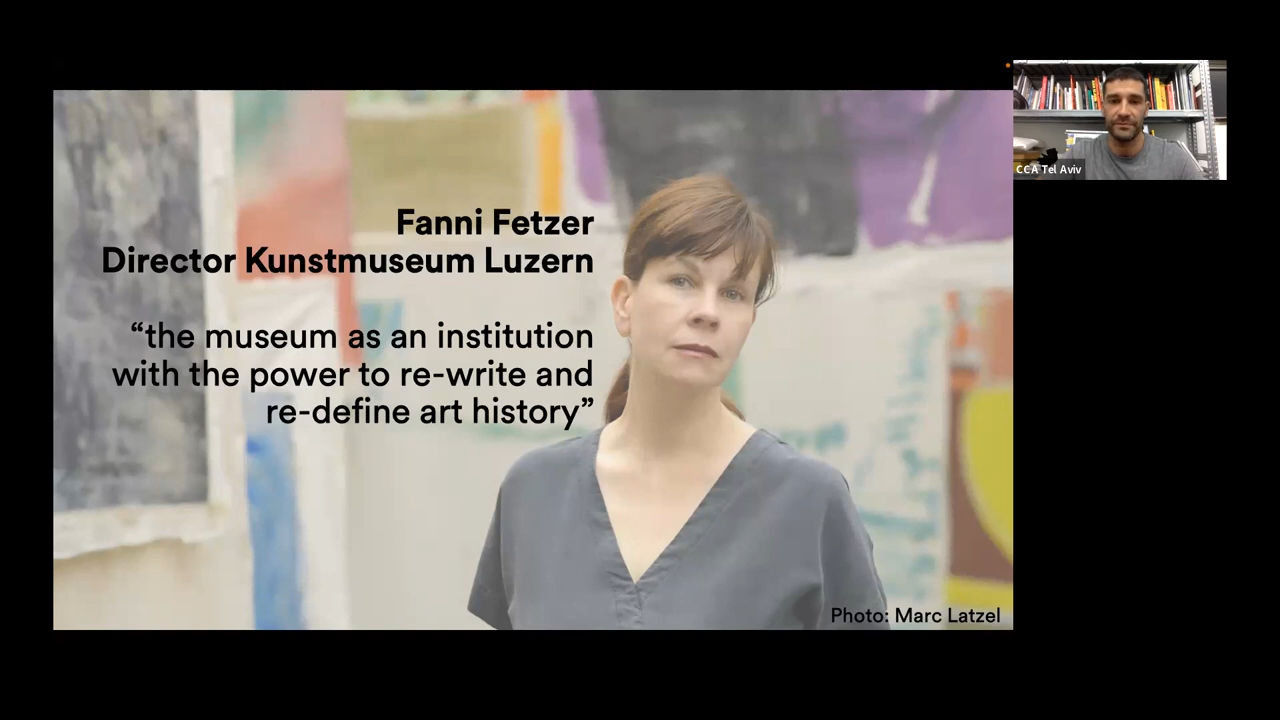 Fanni Fetzer
Director Kunstmuseum Luzern
“the museum as an institution
with the power to re-write and
re-define art history”
Photo: Marc Latzel
CCA Tel Aviv